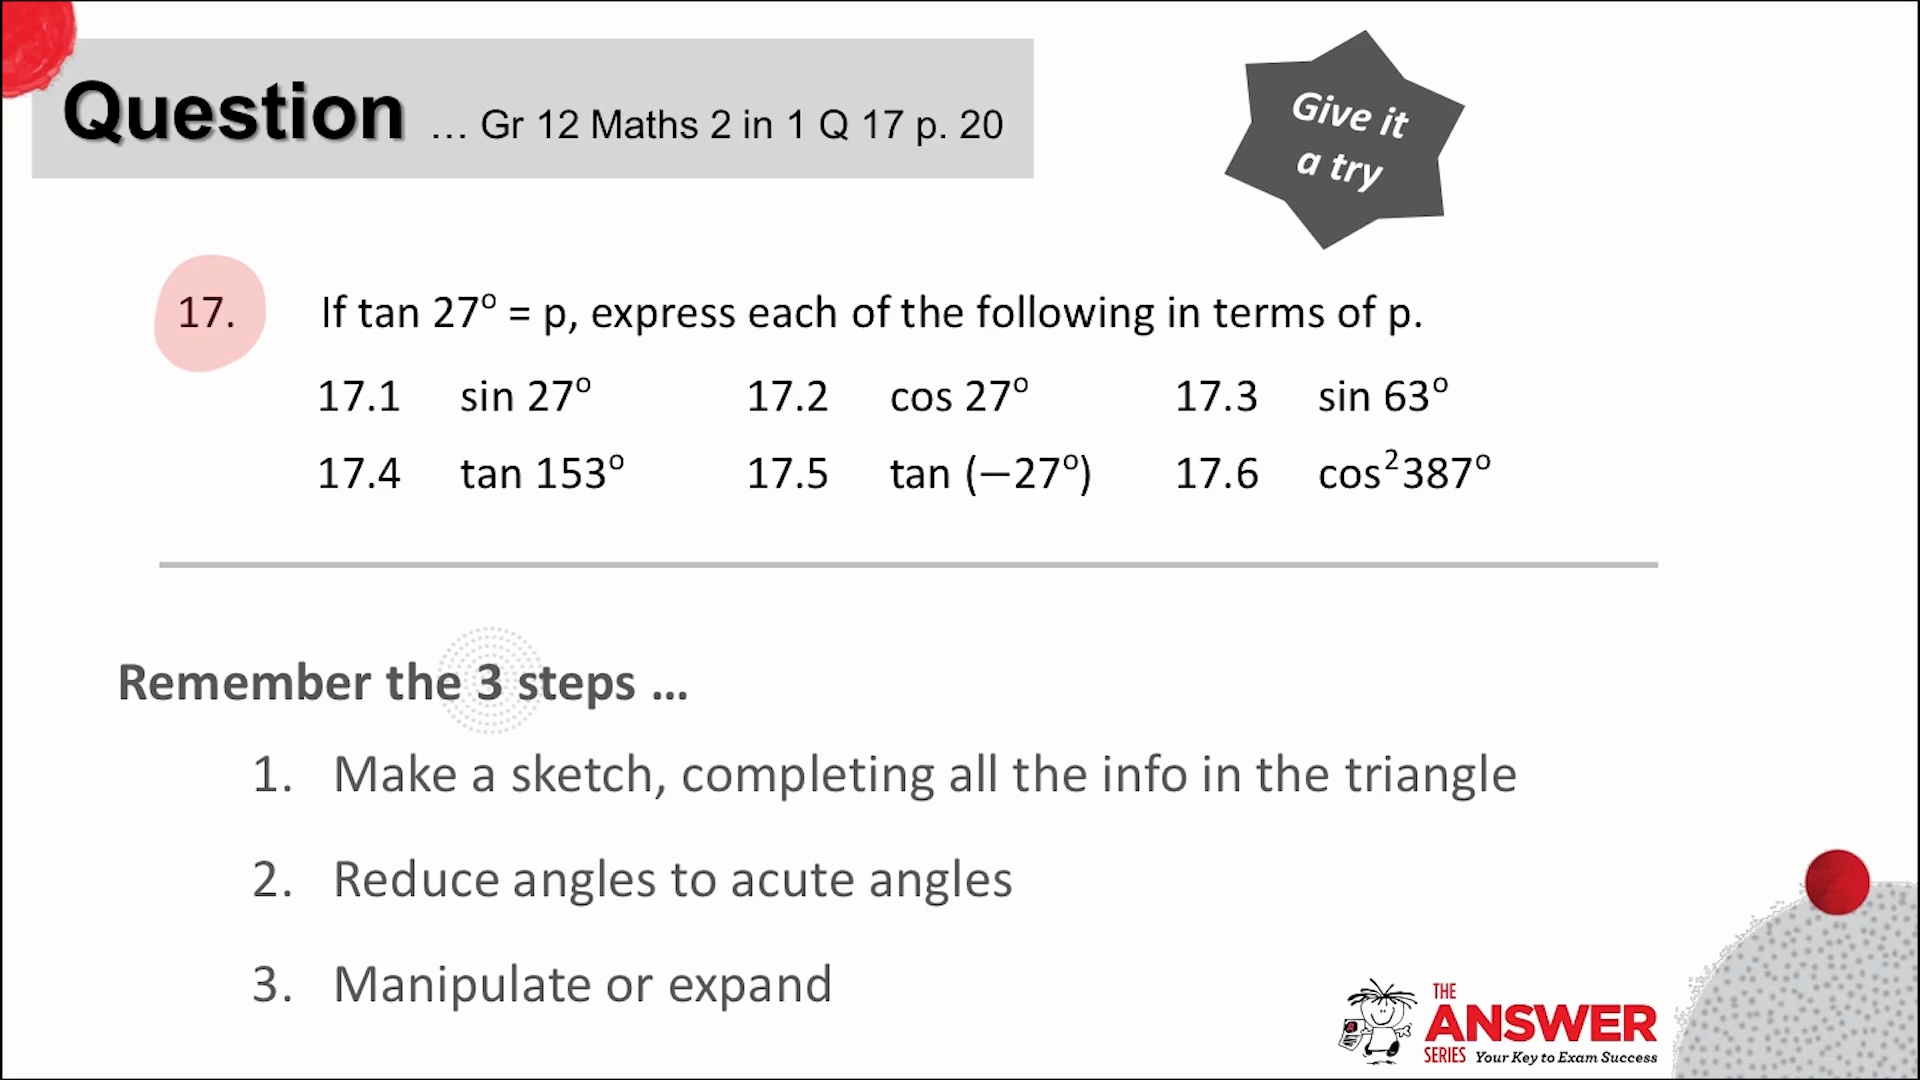 Question ... Gr 12 Maths 2 in 1 Q 17 p. 20
Give it
a try
17. If tan 27° = p, express each of the following in terms of p.
17.1 sin 27° 17.2 cos 27° 17.3 sin 63°
17.4 tan 153° 17.5 tan (−27°) 17.6 cos²387°
Remember the 3 steps ...
1. Make a sketch, completing all the info in the triangle
2. Reduce angles to acute angles
3. Manipulate or expand
THE
ANSWER
SERIES Your Key to Exam Success